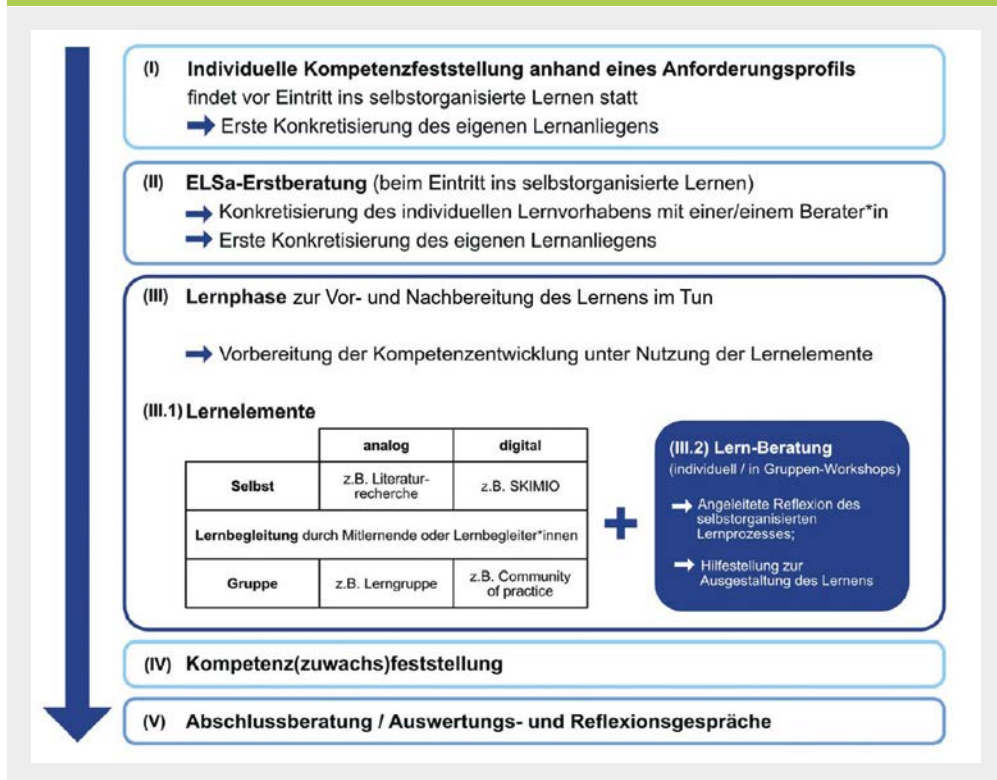 (I) Individuelle Kompetenzfeststellung anhand eines Anforderungsprofils
findet vor Eintritt ins selbstorganisierte Lernen statt
➔ Erste Konkretisierung des eigenen Lernanliegens
(II) ELSa-Erstberatung (beim Eintritt ins selbstorganisierte Lernen)
➔ Konkretisierung des individuellen Lernvorhabens mit einer/einem Berater*in
➔ Erste Konkretisierung des eigenen Lernanliegens
(III) Lernphase zur Vor- und Nachbereitung des Lernens im Tun
➔ Vorbereitung der Kompetenzentwicklung unter Nutzung der Lernelemente
(III.1) Lernelemente
analog digital
Selbst z.B. Literatur-
recherche z.B. SKIMIO
Lernbegleitung durch Mitlernende oder Lernbegleiter*innen
Gruppe z.B. Lerngruppe z.B. Community
of practice
+
(III.2) Lern-Beratung
(individuell / in Gruppen-Workshops)
➔ Angeleitete Reflexion des
selbstorganisierten
Lernprozesses;
➔ Hilfestellung zur
Ausgestaltung des Lernens
(IV) Kompetenz(zuwachs)feststellung
(V) Abschlussberatung / Auswertungs- und Reflexionsgespräche